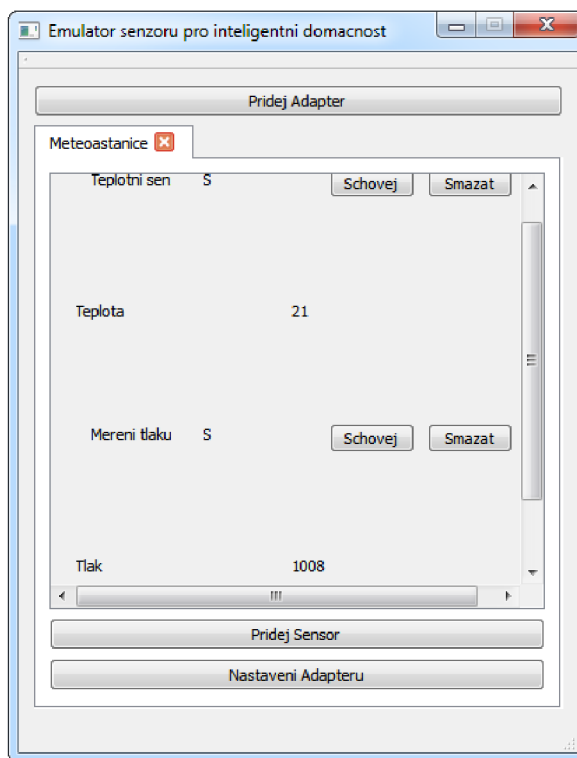 Emulator senzoru pro inteligentni domacnost
Pridej Adapter
Meteoastanice
Teplotni sen S Schovej Smazat
Teplota 21
Mereni tlaku S Schovej Smazat
Tlak 1008
Pridej Sensor
Nastaveni Adapteru